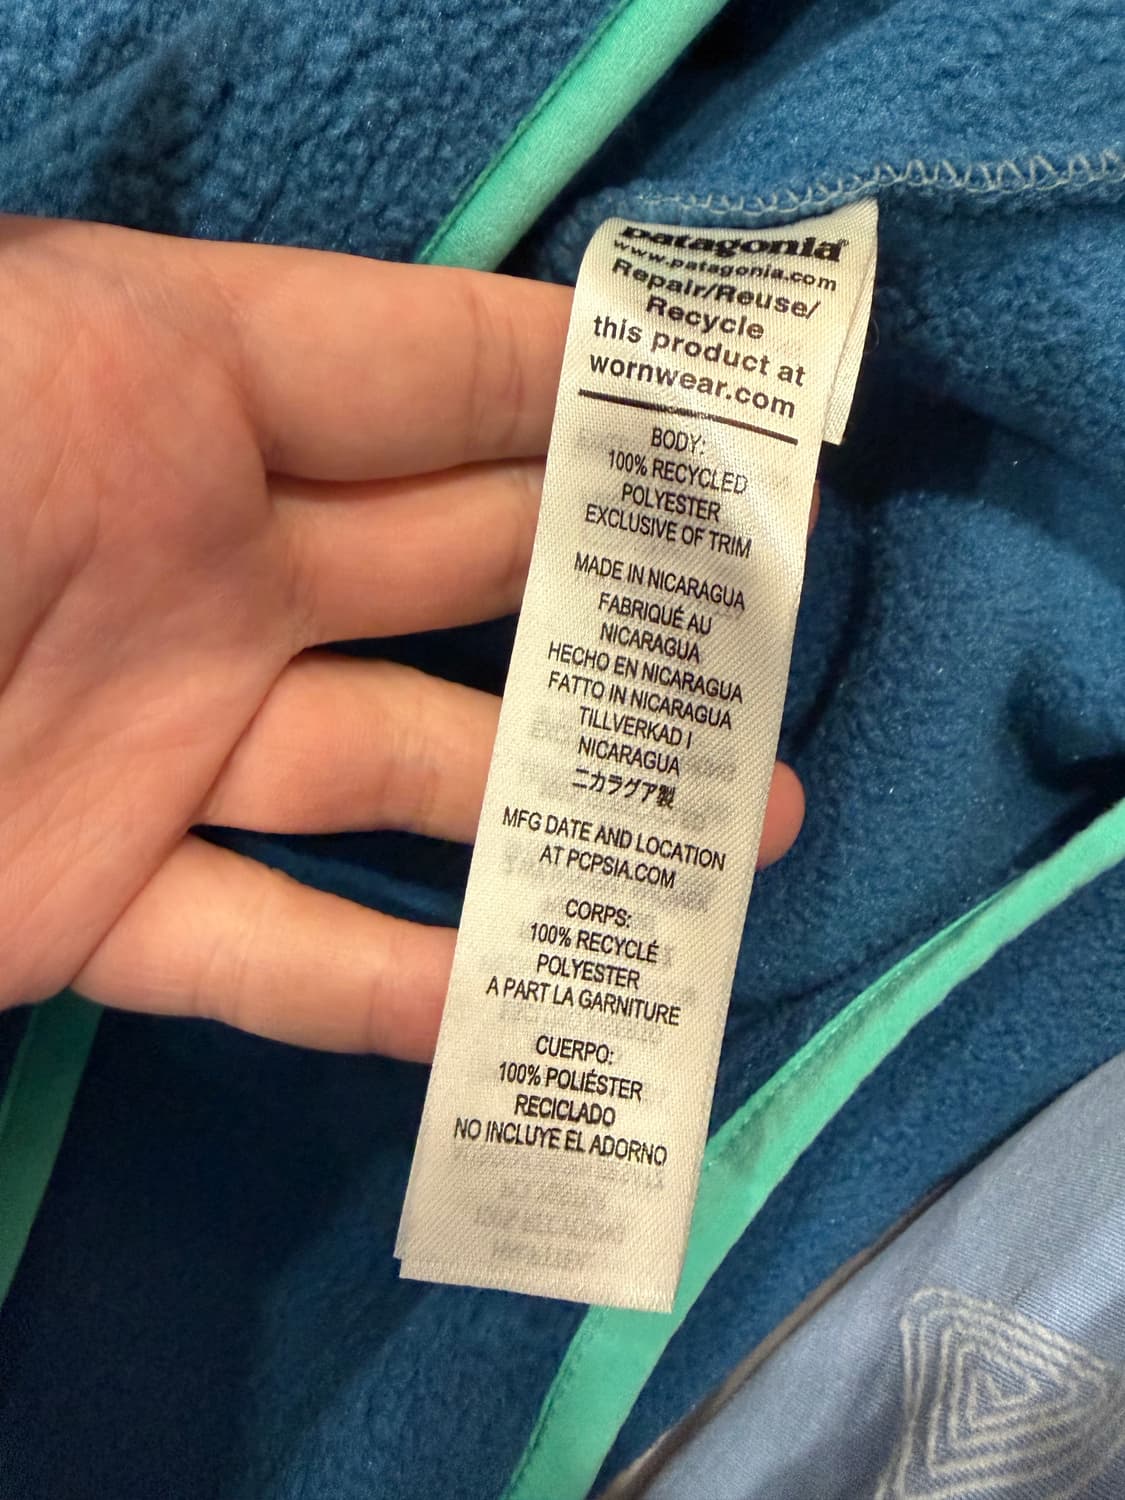 patagonia®
www.patagonia.com
Repair/Reuse/
Recycle
this product at
wornwear.com
BODY:
100% RECYCLED
POLYESTER
EXCLUSIVE OF TRIM
MADE IN NICARAGUA
FABRIQUÉ AU
NICARAGUA
HECHO EN NICARAGUA
FATTO IN NICARAGUA
TILLVERKAD I
NICARAGUA
ニカラグア製
MFG DATE AND LOCATION
AT PCPSIA.COM
CORPS:
100% RECYCLÉ
POLYESTER
A PART LA GARNITURE
CUERPO:
100% POLIÉSTER
RECICLADO
NO INCLUYE EL ADORNO